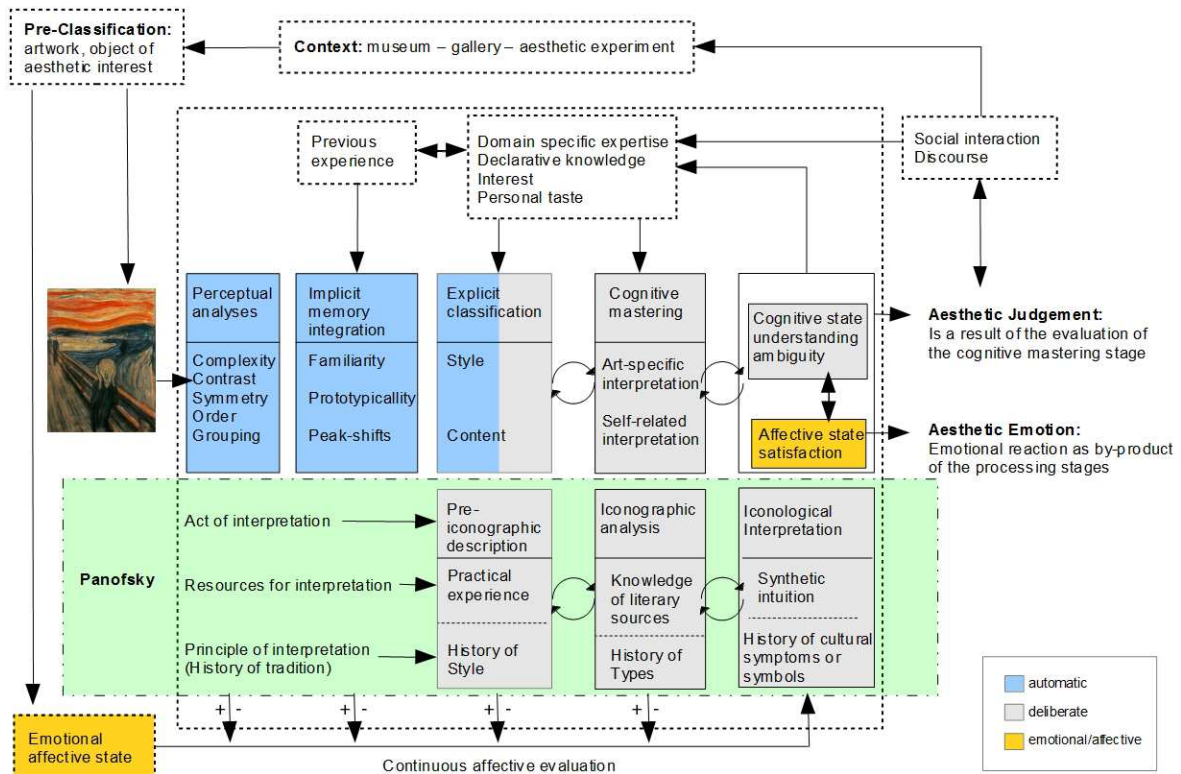 Pre-Classification:
artwork, object of
aesthetic interest
Context: museum – gallery – aesthetic experiment
Previous
experience
Domain specific expertise
Declarative knowledge
Interest
Personal taste
Social interaction
Discourse
Perceptual
analyses
Complexity
Contrast
Symmetry
Order
Grouping
Implicit
memory
integration
Familiarity
Prototypicallity
Peak-shifts
Explicit
classification
Style
Content
Cognitive
mastering
Art-specific
interpretation
Self-related
interpretation
Cognitive state
understanding
ambiguity
Affective state
satisfaction
Aesthetic Judgement:
Is a result of the evaluation of
the cognitive mastering stage
Aesthetic Emotion:
Emotional reaction as by-product
of the processing stages
Panofsky
Act of interpretation
Pre-
iconographic
description
Iconographic
analysis
Iconological
Interpretation
Resources for interpretation
Practical
experience
Knowledge
of literary
sources
Synthetic
intuition
Principle of interpretation
(History of tradition)
History of
Style
History of
Types
History of cultural
symptoms or
symbols
+ -
+ -
+ -
+ -
Emotional
affective state
Continuous affective evaluation
automatic
deliberate
emotional/affective